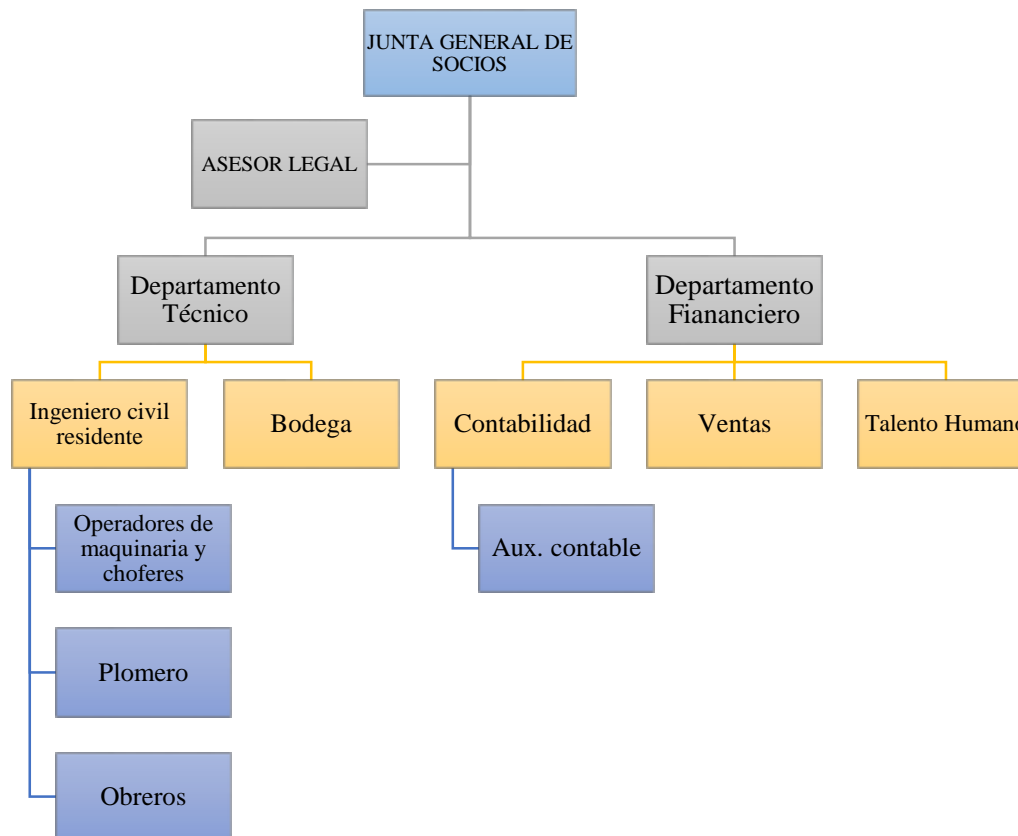 JUNTA GENERAL DE
SOCIOS
ASESOR LEGAL
Departamento
Técnico
Departamento
Fiananciero
Ingeniero civil
residente
Bodega
Contabilidad
Ventas
Talento Humano
Operadores de
maquinaria y
choferes
Aux. contable
Plomero
Obreros